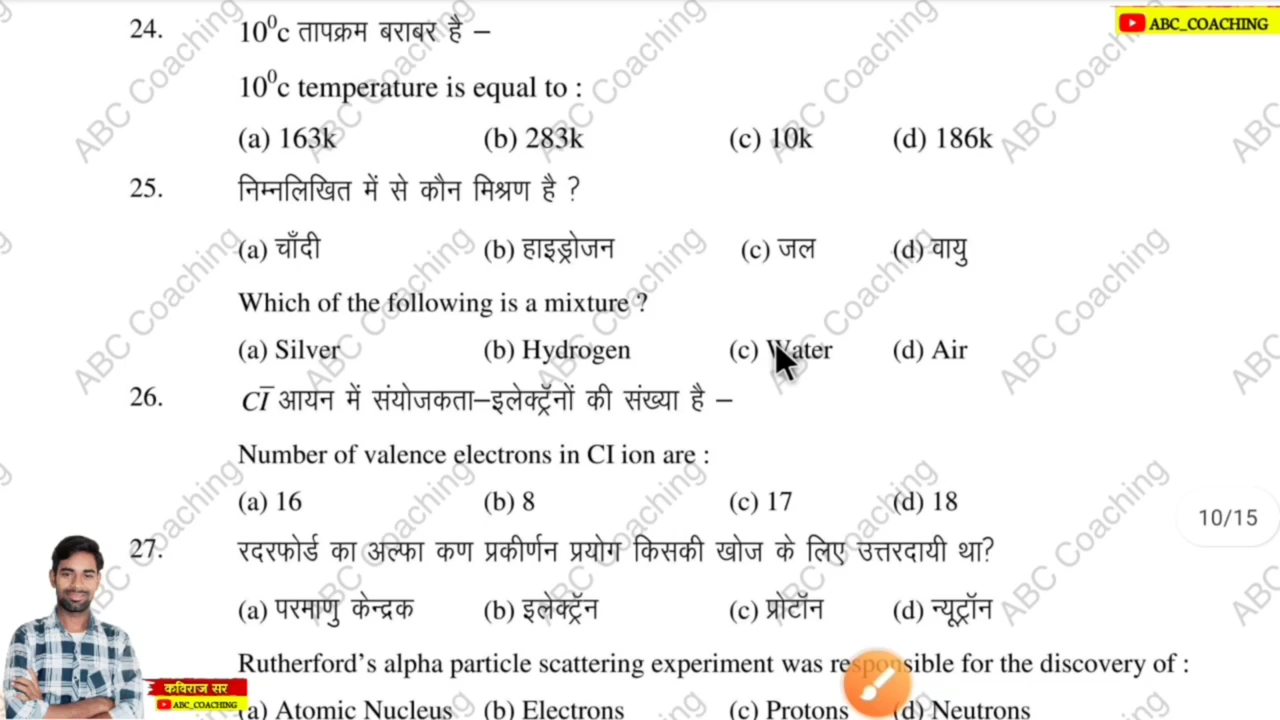 ABC_COACHING
24. 10⁰c तापक्रम बराबर है –
10⁰c temperature is equal to :
(a) 163k (b) 283k (c) 10k (d) 186k
25. निम्नलिखित में से कौन मिश्रण है ?
(a) चाँदी (b) हाइड्रोजन (c) जल (d) वायु
Which of the following is a mixture ?
(a) Silver (b) Hydrogen (c) Water (d) Air
26. CI̅ आयन में संयोजकता–इलेक्ट्रॉनों की संख्या है –
Number of valence electrons in CI ion are :
(a) 16 (b) 8 (c) 17 (d) 18
10/15
27. रदरफोर्ड का अल्फा कण प्रकीर्णन प्रयोग किसकी खोज के लिए उत्तरदायी था?
(a) परमाणु केन्द्रक (b) इलेक्ट्रॉन (c) प्रोटॉन (d) न्यूट्रॉन
Rutherford's alpha particle scattering experiment was responsible for the discovery of :
(a) Atomic Nucleus (b) Electrons (c) Protons (d) Neutrons
कविराज सर
ABC_COACHING
ABC Coaching